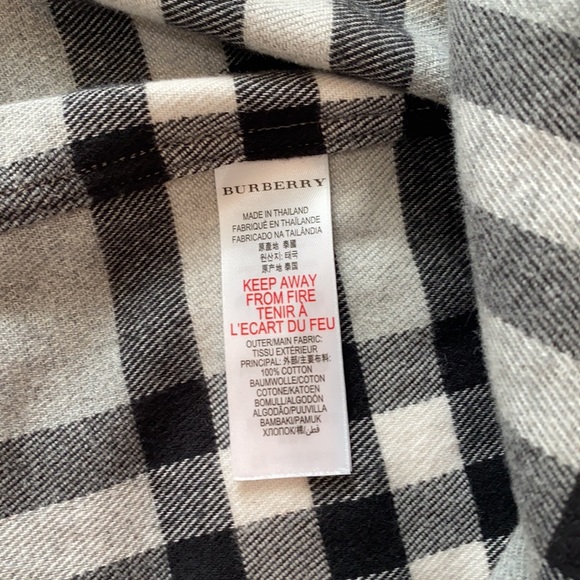 BURBERRY
MADE IN THAILAND
FABRIQUÉ EN THAÏLANDE
FABRICADO NA TAILÂNDIA
原產地 泰國
원산지: 태국
原产地 泰国
KEEP AWAY
FROM FIRE
TENIR À
L'ECART DU FEU
OUTER/MAIN FABRIC:
TISSU EXTÉRIEUR
PRINCIPAL: 外部/主要布料:
100% COTTON
BAUMWOLLE/COTON
COTONE/KATOEN
BOMULL/ALGODÓN
ALGODÃO/PUUVILLA
BAMBAKI/PAMUK
ХЛОПОК/棉/قطن